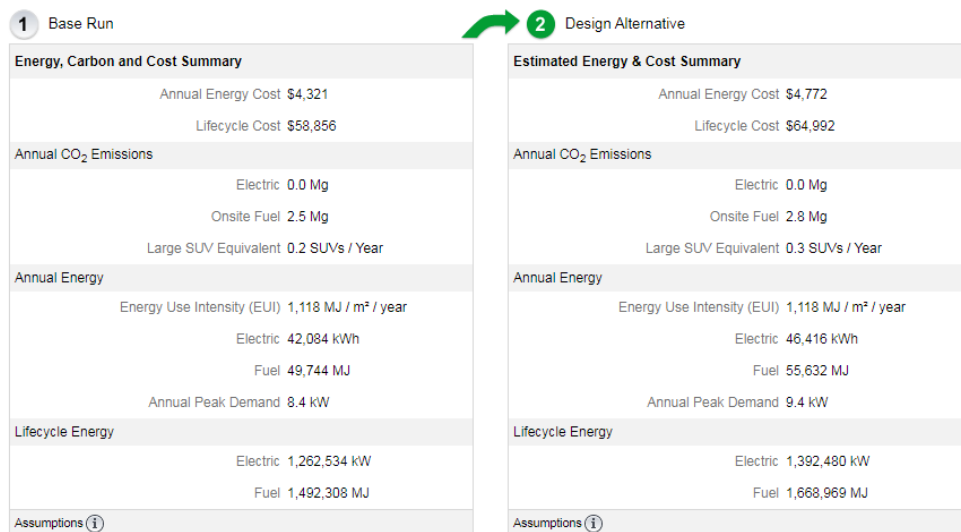 1 Base Run
Energy, Carbon and Cost Summary
Annual Energy Cost $4,321
Lifecycle Cost $58,856
Annual CO2 Emissions
Electric 0.0 Mg
Onsite Fuel 2.5 Mg
Large SUV Equivalent 0.2 SUVs / Year
Annual Energy
Energy Use Intensity (EUI) 1,118 MJ / m² / year
Electric 42,084 kWh
Fuel 49,744 MJ
Annual Peak Demand 8.4 kW
Lifecycle Energy
Electric 1,262,534 kW
Fuel 1,492,308 MJ
Assumptions i
2 Design Alternative
Estimated Energy & Cost Summary
Annual Energy Cost $4,772
Lifecycle Cost $64,992
Annual CO2 Emissions
Electric 0.0 Mg
Onsite Fuel 2.8 Mg
Large SUV Equivalent 0.3 SUVs / Year
Annual Energy
Energy Use Intensity (EUI) 1,118 MJ / m² / year
Electric 46,416 kWh
Fuel 55,632 MJ
Annual Peak Demand 9.4 kW
Lifecycle Energy
Electric 1,392,480 kW
Fuel 1,668,969 MJ
Assumptions i